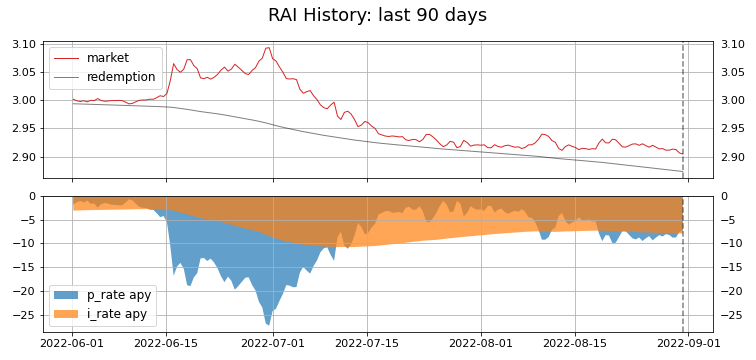 RAI History: last 90 days
3.10 3.10
market
redemption
3.05 3.05
3.00 3.00
2.95 2.95
2.90 2.90
0 0
−5 −5
−10 −10
−15 −15
−20 −20
p_rate apy
i_rate apy
−25 −25
2022-06-01 2022-06-15 2022-07-01 2022-07-15 2022-08-01 2022-08-15 2022-09-01